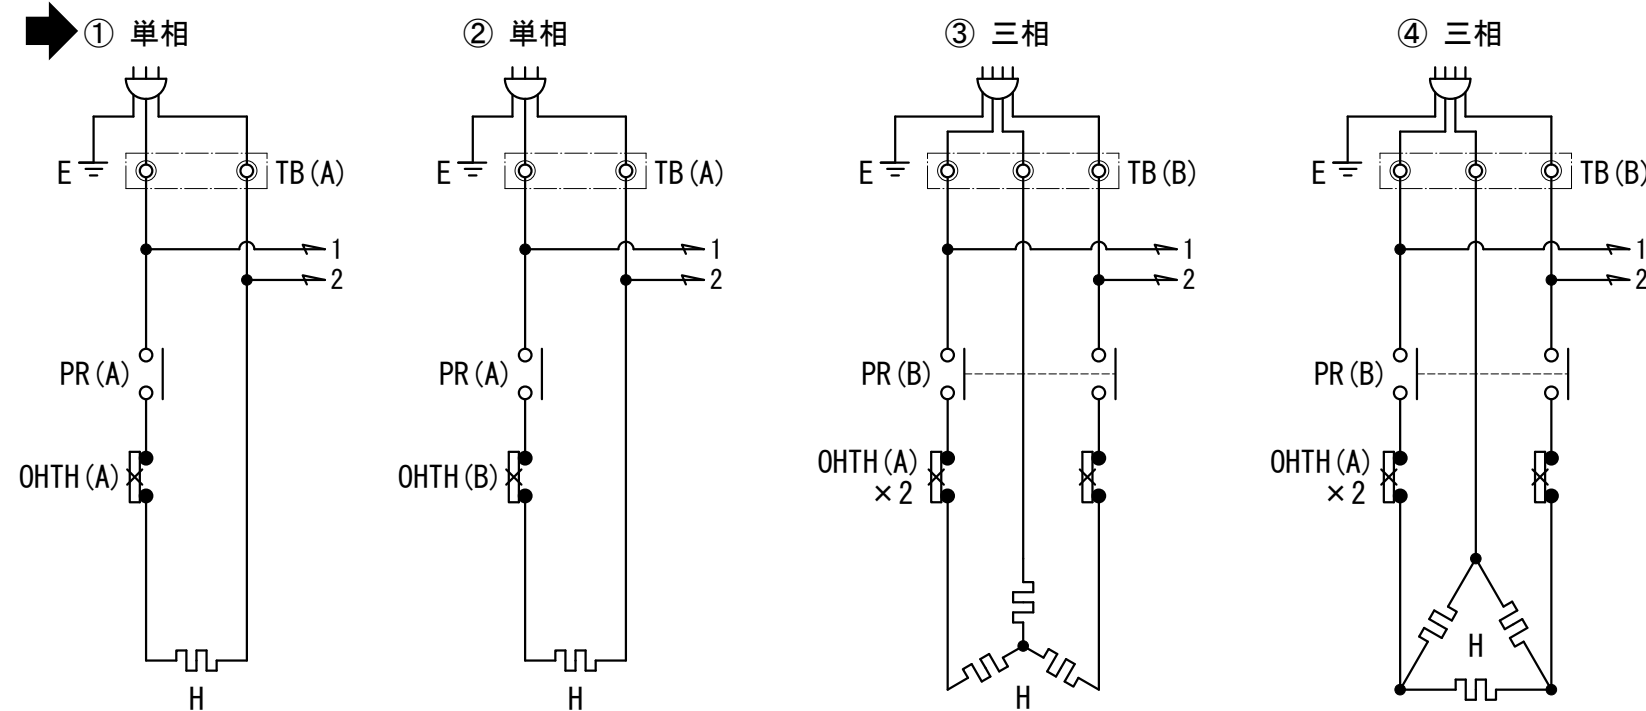 ① 単相 ② 単相 ③ 三相 ④ 三相
E TB(A) E TB(A) E TB(B) E TB(B)
1 1 1 1
2 2 2 2
PR(A) PR(A) PR(B) PR(B)
OHTH(A) OHTH(B) OHTH(A) OHTH(A)
×2 ×2
H H H H